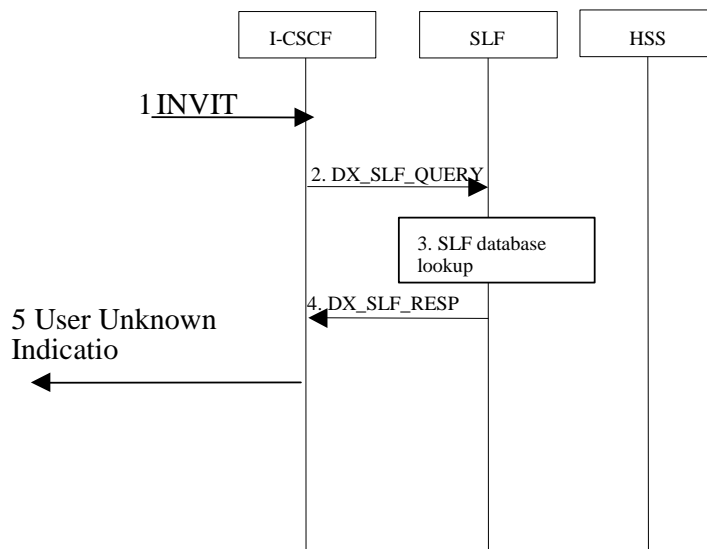 I-CSCF
SLF
HSS
1 INVIT
2. DX_SLF_QUERY
3. SLF database
lookup
4. DX_SLF_RESP
5 User Unknown
Indicatio